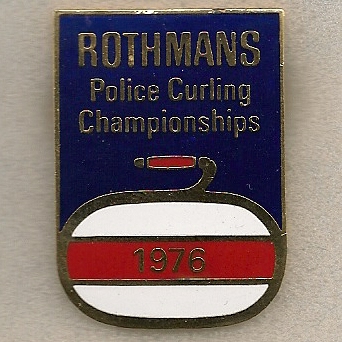 ROTHMANS
Police Curling
Championships
1976